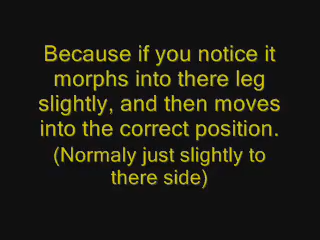 Because if you notice it
morphs into there leg
slightly, and then moves
into the correct position.
(Normaly just slightly to
there side)